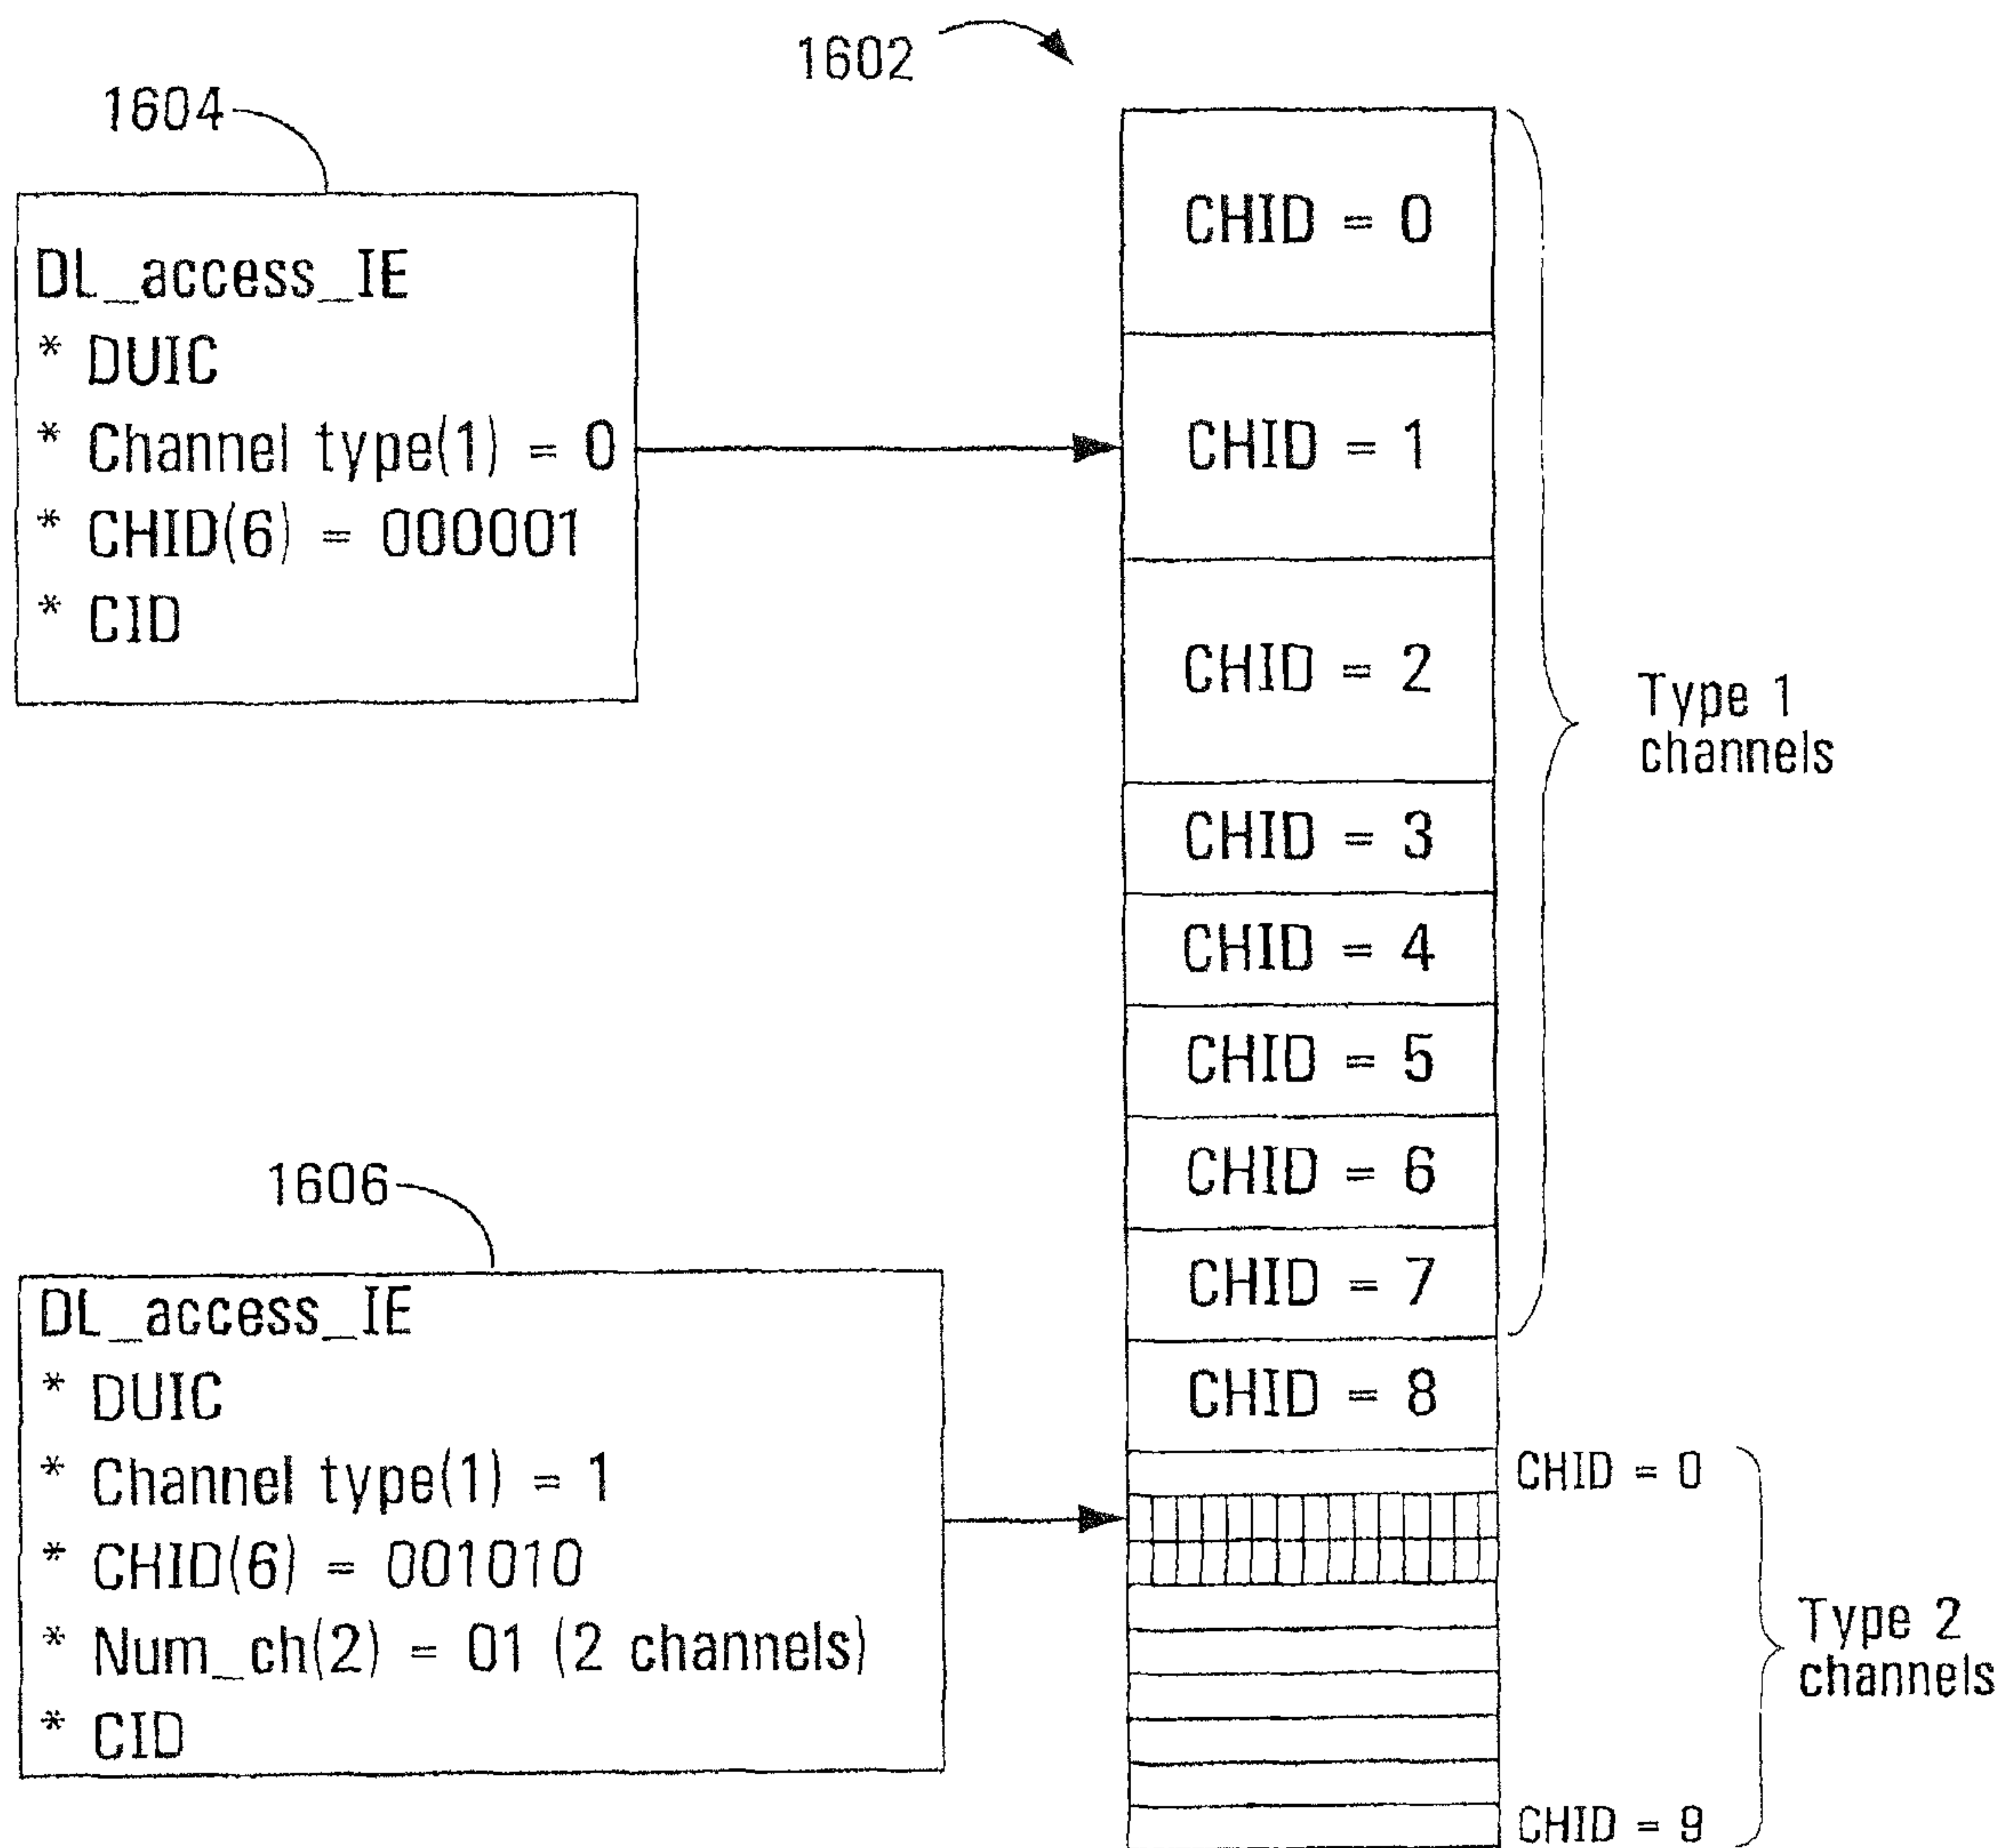 1602
1604
DL_access_IE
* DUIC
* Channel type(1) = 0
* CHID(6) = 000001
* CID
CHID = 0
CHID = 1
CHID = 2
CHID = 3
CHID = 4
CHID = 5
CHID = 6
CHID = 7
CHID = 8
Type 1
channels
1606
DL_access_IE
* DUIC
* Channel type(1) = 1
* CHID(6) = 001010
* Num_ch(2) = 01 (2 channels)
* CID
CHID = 0
CHID = 9
Type 2
channels